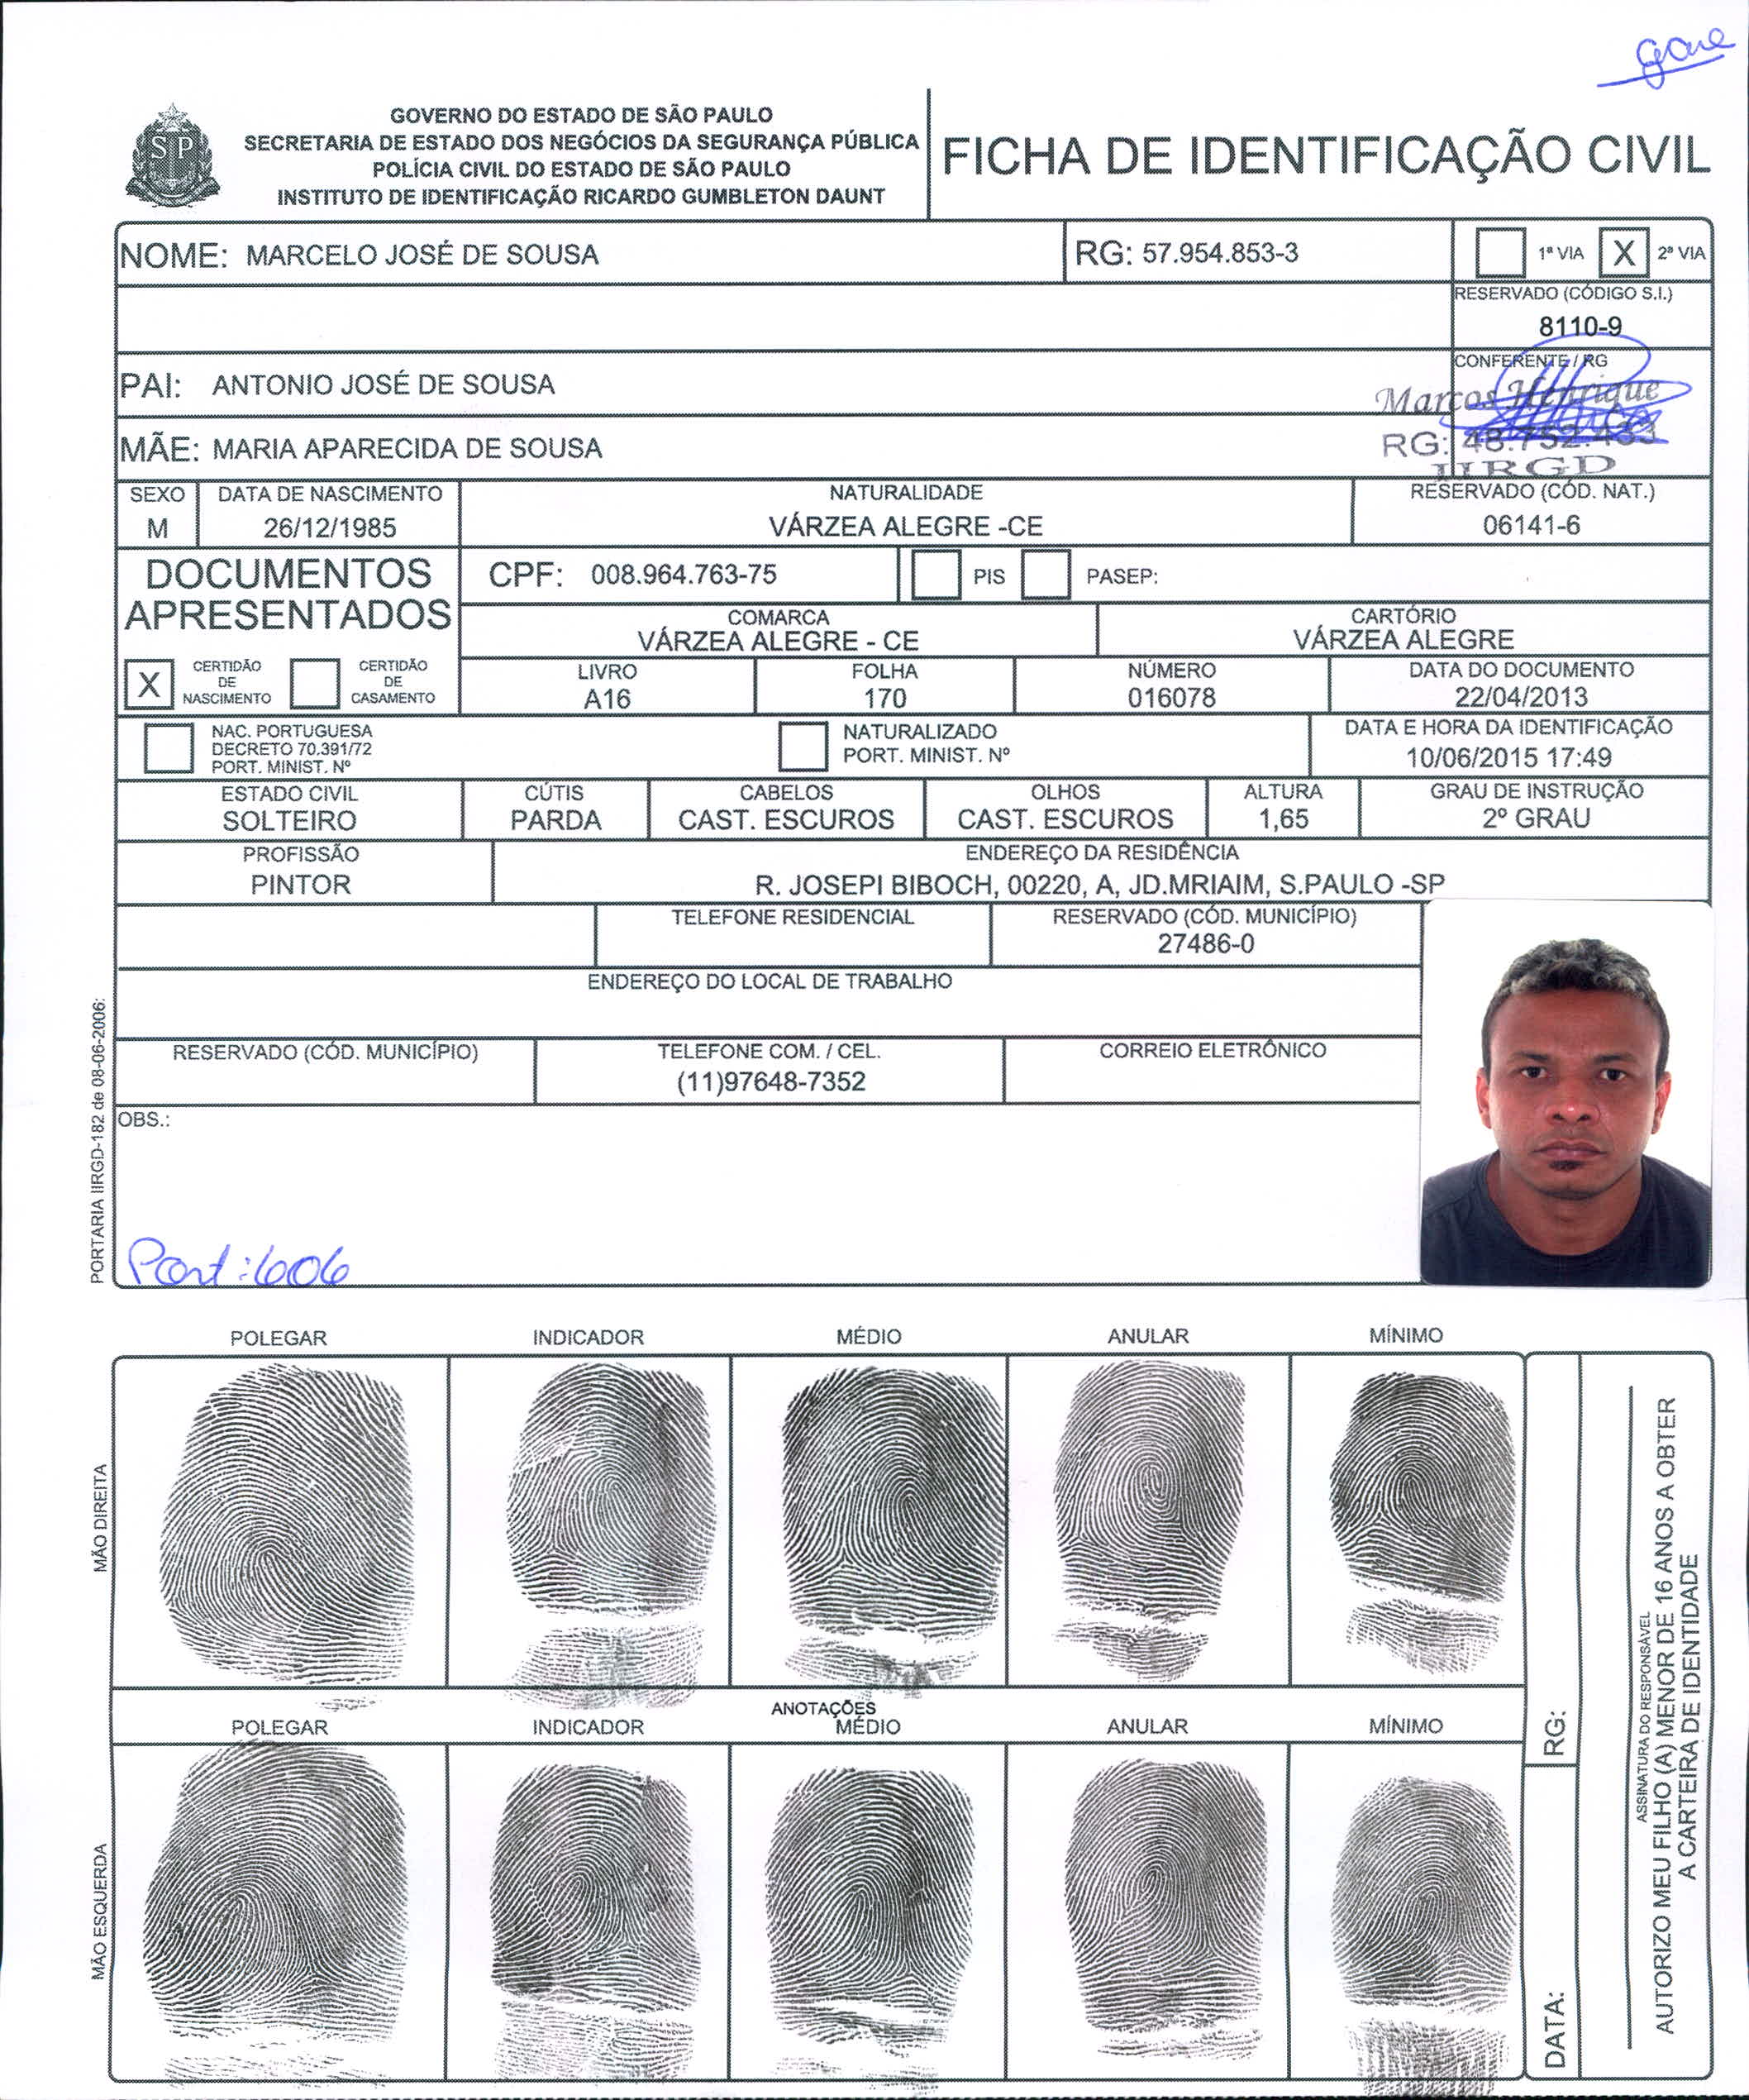 gare
GOVERNO DO ESTADO DE SÃO PAULO
SECRETARIA DE ESTADO DOS NEGÓCIOS DA SEGURANÇA PÚBLICA
POLÍCIA CIVIL DO ESTADO DE SÃO PAULO
INSTITUTO DE IDENTIFICAÇÃO RICARDO GUMBLETON DAUNT
SP
FICHA DE IDENTIFICAÇÃO CIVIL
NOME: MARCELO JOSÉ DE SOUSA
RG: 57.954.853-3
1ª VIA X 2ª VIA
RESERVADO (CÓDIGO S.I.)
8110-9
CONFERENTE / RG
PAI: ANTONIO JOSÉ DE SOUSA
Marcos Henrique
MÃE: MARIA APARECIDA DE SOUSA
RG:
IIRGD
SEXO
M
DATA DE NASCIMENTO
26/12/1985
NATURALIDADE
VÁRZEA ALEGRE -CE
RESERVADO (CÓD. NAT.)
06141-6
DOCUMENTOS
APRESENTADOS
CPF: 008.964.763-75
PIS
PASEP:
COMARCA
VÁRZEA ALEGRE - CE
CARTÓRIO
VÁRZEA ALEGRE
X
CERTIDÃO
DE
NASCIMENTO
CERTIDÃO
DE
CASAMENTO
LIVRO
A16
FOLHA
170
NÚMERO
016078
DATA DO DOCUMENTO
22/04/2013
NAC. PORTUGUESA
DECRETO 70.391/72
PORT. MINIST. Nº
NATURALIZADO
PORT. MINIST. Nº
DATA E HORA DA IDENTIFICAÇÃO
10/06/2015 17:49
ESTADO CIVIL
SOLTEIRO
CÚTIS
PARDA
CABELOS
CAST. ESCUROS
OLHOS
CAST. ESCUROS
ALTURA
1,65
GRAU DE INSTRUÇÃO
2º GRAU
PROFISSÃO
PINTOR
ENDEREÇO DA RESIDÊNCIA
R. JOSEPI BIBOCH, 00220, A, JD.MRIAIM, S.PAULO -SP
TELEFONE RESIDENCIAL
RESERVADO (CÓD. MUNICÍPIO)
27486-0
ENDEREÇO DO LOCAL DE TRABALHO
RESERVADO (CÓD. MUNICÍPIO)
TELEFONE COM. / CEL.
(11)97648-7352
CORREIO ELETRÔNICO
OBS.:
Port:606
PORTARIA IIRGD-182 de 08-06-2006:
POLEGAR INDICADOR MÉDIO ANULAR MÍNIMO
MÃO DIREITA
ANOTAÇÕES
POLEGAR INDICADOR MÉDIO ANULAR MÍNIMO
MÃO ESQUERDA
RG:
DATA:
ASSINATURA DO RESPONSÁVEL
AUTORIZO MEU FILHO (A) MENOR DE 16 ANOS A OBTER
A CARTEIRA DE IDENTIDADE